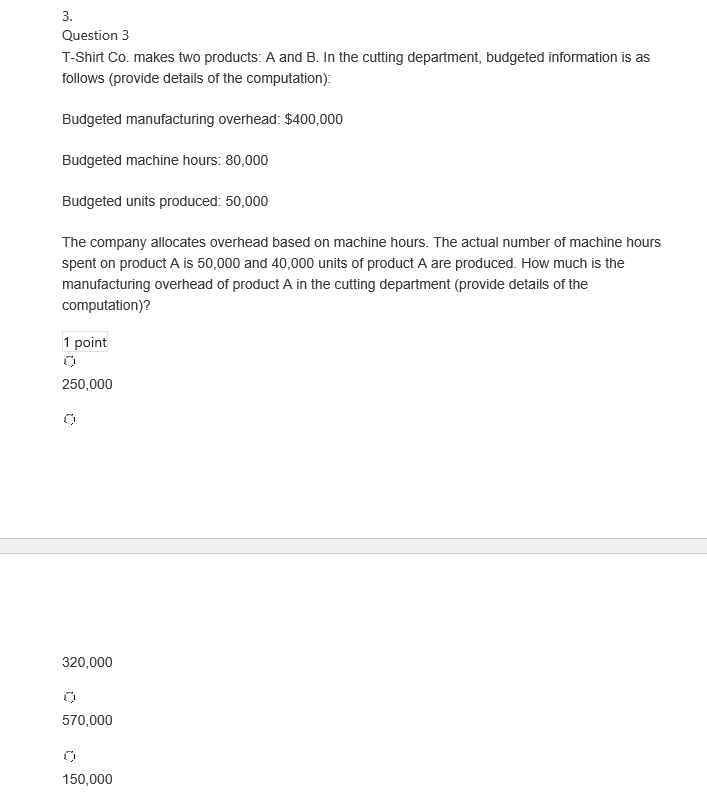 3.
Question 3
T-Shirt Co. makes two products: A and B. In the cutting department, budgeted information is as
follows (provide details of the computation):
Budgeted manufacturing overhead: $400,000
Budgeted machine hours: 80,000
Budgeted units produced: 50,000
The company allocates overhead based on machine hours. The actual number of machine hours
spent on product A is 50,000 and 40,000 units of product A are produced. How much is the
manufacturing overhead of product A in the cutting department (provide details of the
computation)?
1 point
250,000
320,000
570,000
150,000